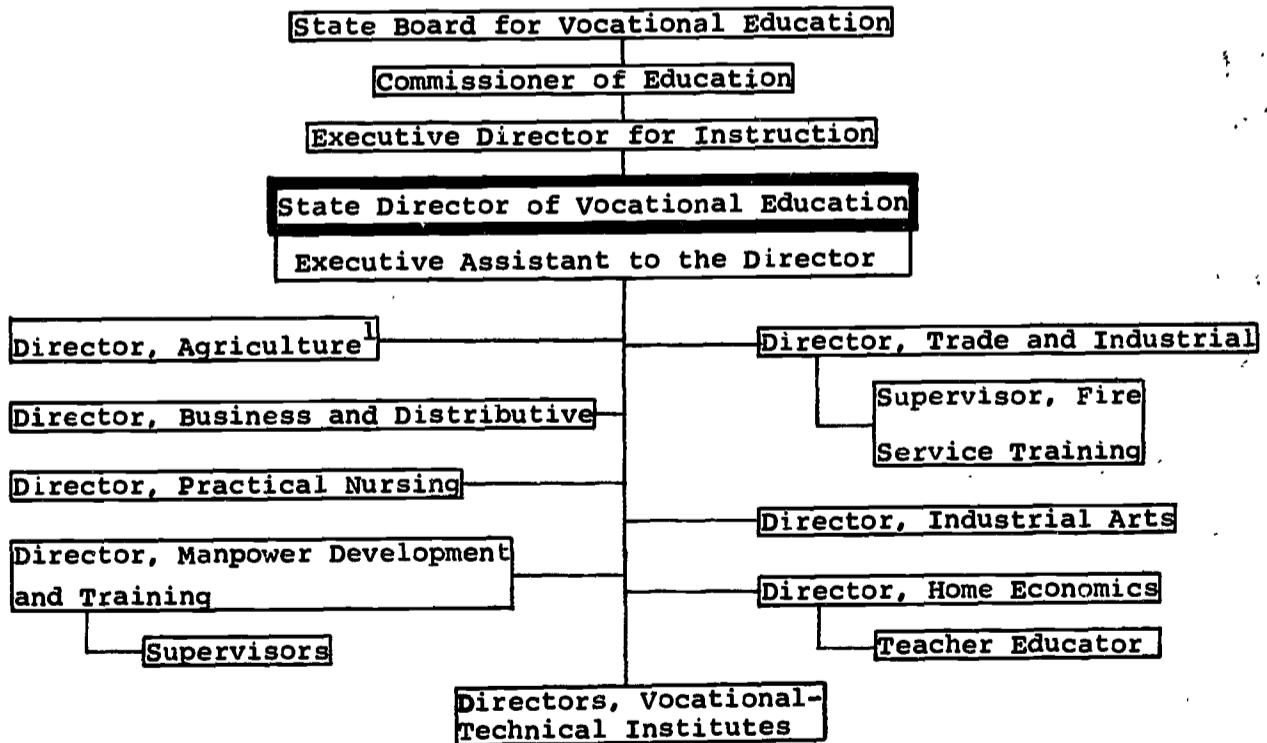 State Board for Vocational Education
Commissioner of Education
Executive Director for Instruction
State Director of Vocational Education
Executive Assistant to the Director
Director, Agriculture1
Director, Business and Distributive
Director, Practical Nursing
Director, Manpower Development
and Training
Supervisors
Director, Trade and Industrial
Supervisor, Fire
Service Training
Director, Industrial Arts
Director, Home Economics
Teacher Educator
Directors, Vocational-
Technical Institutes